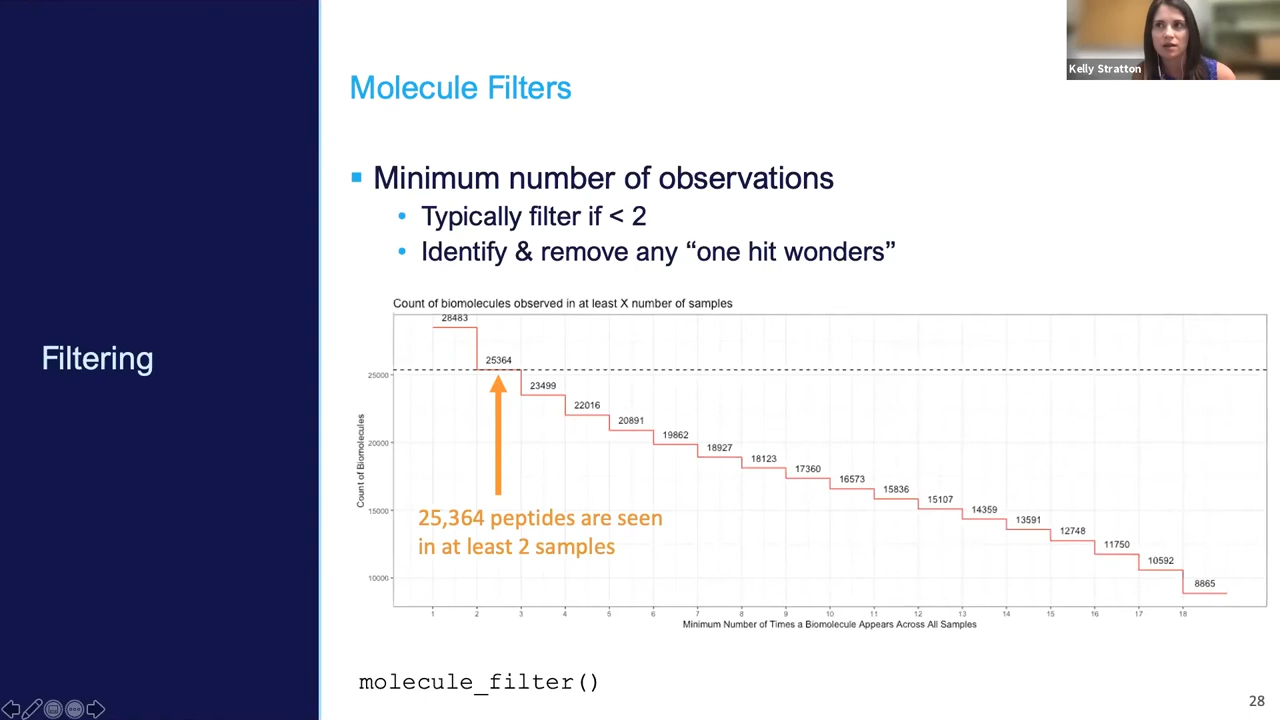 Kelly Stratton
Molecule Filters
Minimum number of observations
Typically filter if < 2
Identify & remove any “one hit wonders”
Filtering
Count of biomolecules observed in at least X number of samples
28483
25364
23499
22016
20891
19862
18927
18123
17360
16573
15836
15107
14359
13591
12748
11750
10592
8865
25000
20000
15000
10000
Count of Biomolecules
25,364 peptides are seen
in at least 2 samples
1 2 3 4 5 6 7 8 9 10 11 12 13 14 15 16 17 18
Minimum Number of Times a Biomolecule Appears Across All Samples
molecule_filter()
28